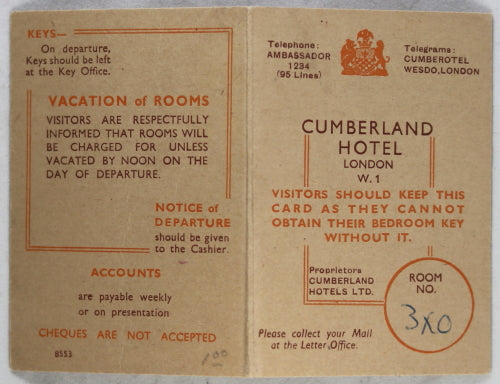 KEYS—
On departure,
Keys should be left
at the Key Office.
VACATION of ROOMS
VISITORS ARE RESPECTFULLY
INFORMED THAT ROOMS WILL
BE CHARGED FOR UNLESS
VACATED BY NOON ON THE
DAY OF DEPARTURE.
NOTICE of
DEPARTURE
should be given
to the Cashier.
ACCOUNTS
are payable weekly
or on presentation
CHEQUES ARE NOT ACCEPTED
8553
1.00
Telephone:
AMBASSADOR
1234
(95 Lines)
Telegrams:
CUMBEROTEL
WESDO, LONDON
CUMBERLAND
HOTEL
LONDON
W.1
VISITORS SHOULD KEEP THIS
CARD AS THEY CANNOT
OBTAIN THEIR BEDROOM KEY
WITHOUT IT.
Proprietors
CUMBERLAND
HOTELS LTD.
ROOM
NO.
3X0
Please collect your Mail
at the Letter Office.